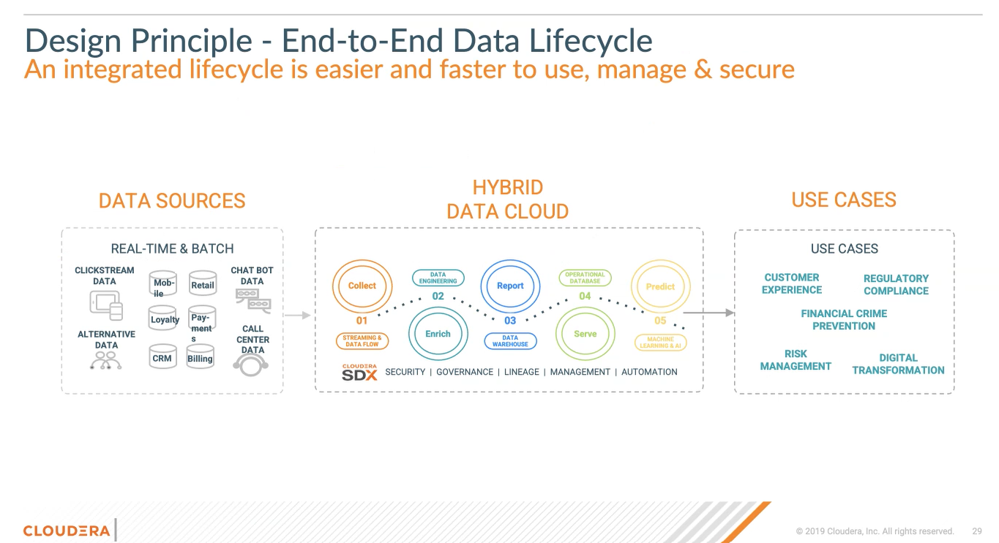 Design Principle - End-to-End Data Lifecycle
An integrated lifecycle is easier and faster to use, manage & secure
DATA SOURCES
REAL-TIME & BATCH
CLICKSTREAM
DATA
ALTERNATIVE
DATA
Mob-
ile
Retail
Loyalty
Pay-
ment
s
CRM
Billing
CHAT BOT
DATA
CALL
CENTER
DATA
HYBRID
DATA CLOUD
Collect
01
STREAMING &
DATA FLOW
DATA
ENGINEERING
02
Enrich
Report
03
DATA
WAREHOUSE
OPERATIONAL
DATABASE
04
Serve
Predict
05
MACHINE
LEARNING & AI
CLOUDERA
SDX
SECURITY | GOVERNANCE | LINEAGE | MANAGEMENT | AUTOMATION
USE CASES
USE CASES
CUSTOMER
EXPERIENCE
REGULATORY
COMPLIANCE
FINANCIAL CRIME
PREVENTION
RISK
MANAGEMENT
DIGITAL
TRANSFORMATION
CLOUDERA
© 2019 Cloudera, Inc. All rights reserved.
29